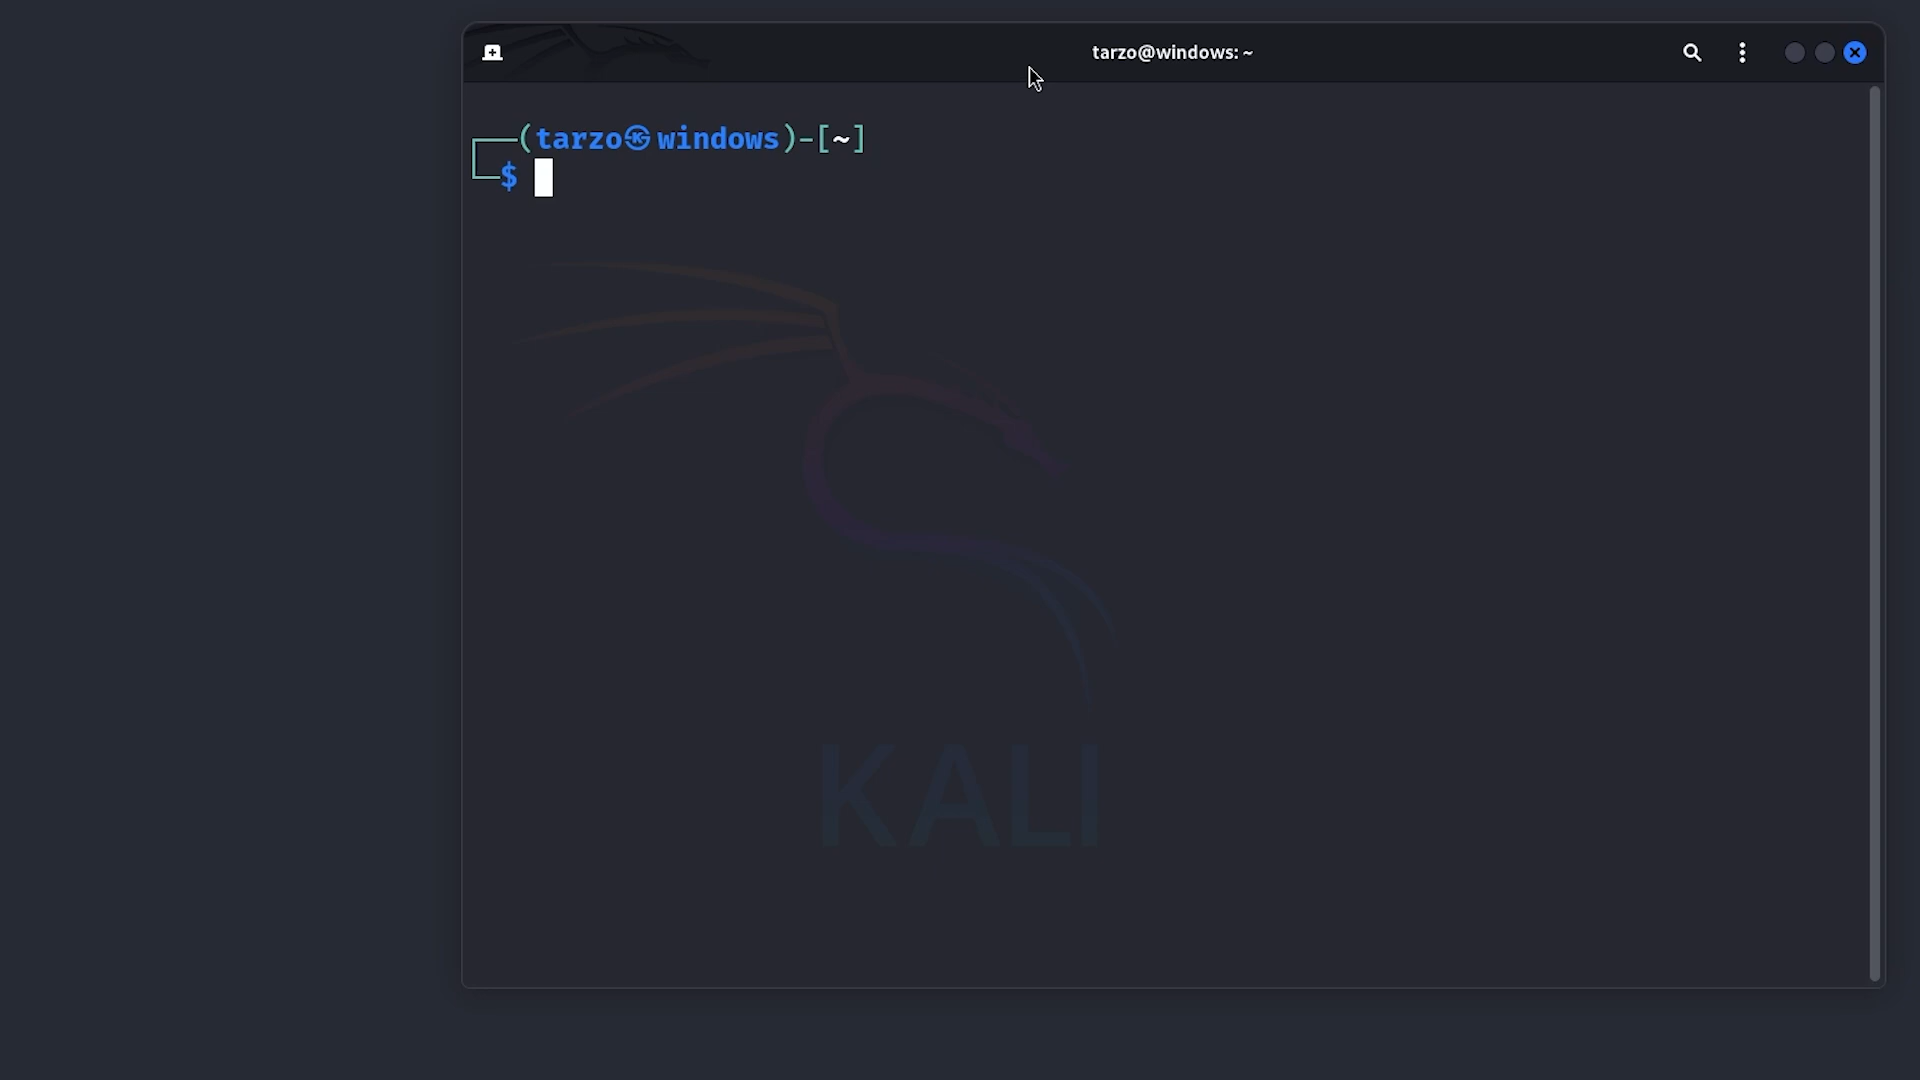 tarzo@windows: ~
┌──(tarzo㉿windows)-[~]
└─$
KALI